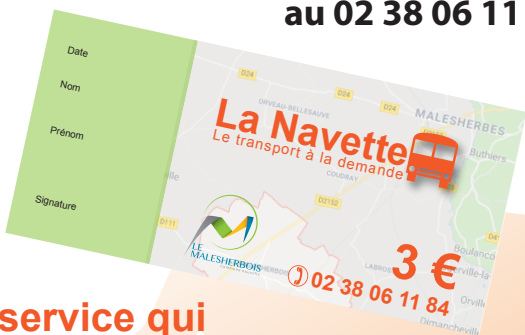 au 02 38 06 11
Date
Nom
Prénom
Signature
D24
D24
D24
ORVEAU-BELLESAUVE
MALESHERBES
La Navette
Le transport à la demande
Buthiers
COUDRAY
D2152
D111
LE
MALESHERBOIS
3 €
02 38 06 11 84
Orville
Dimancheville
service qui